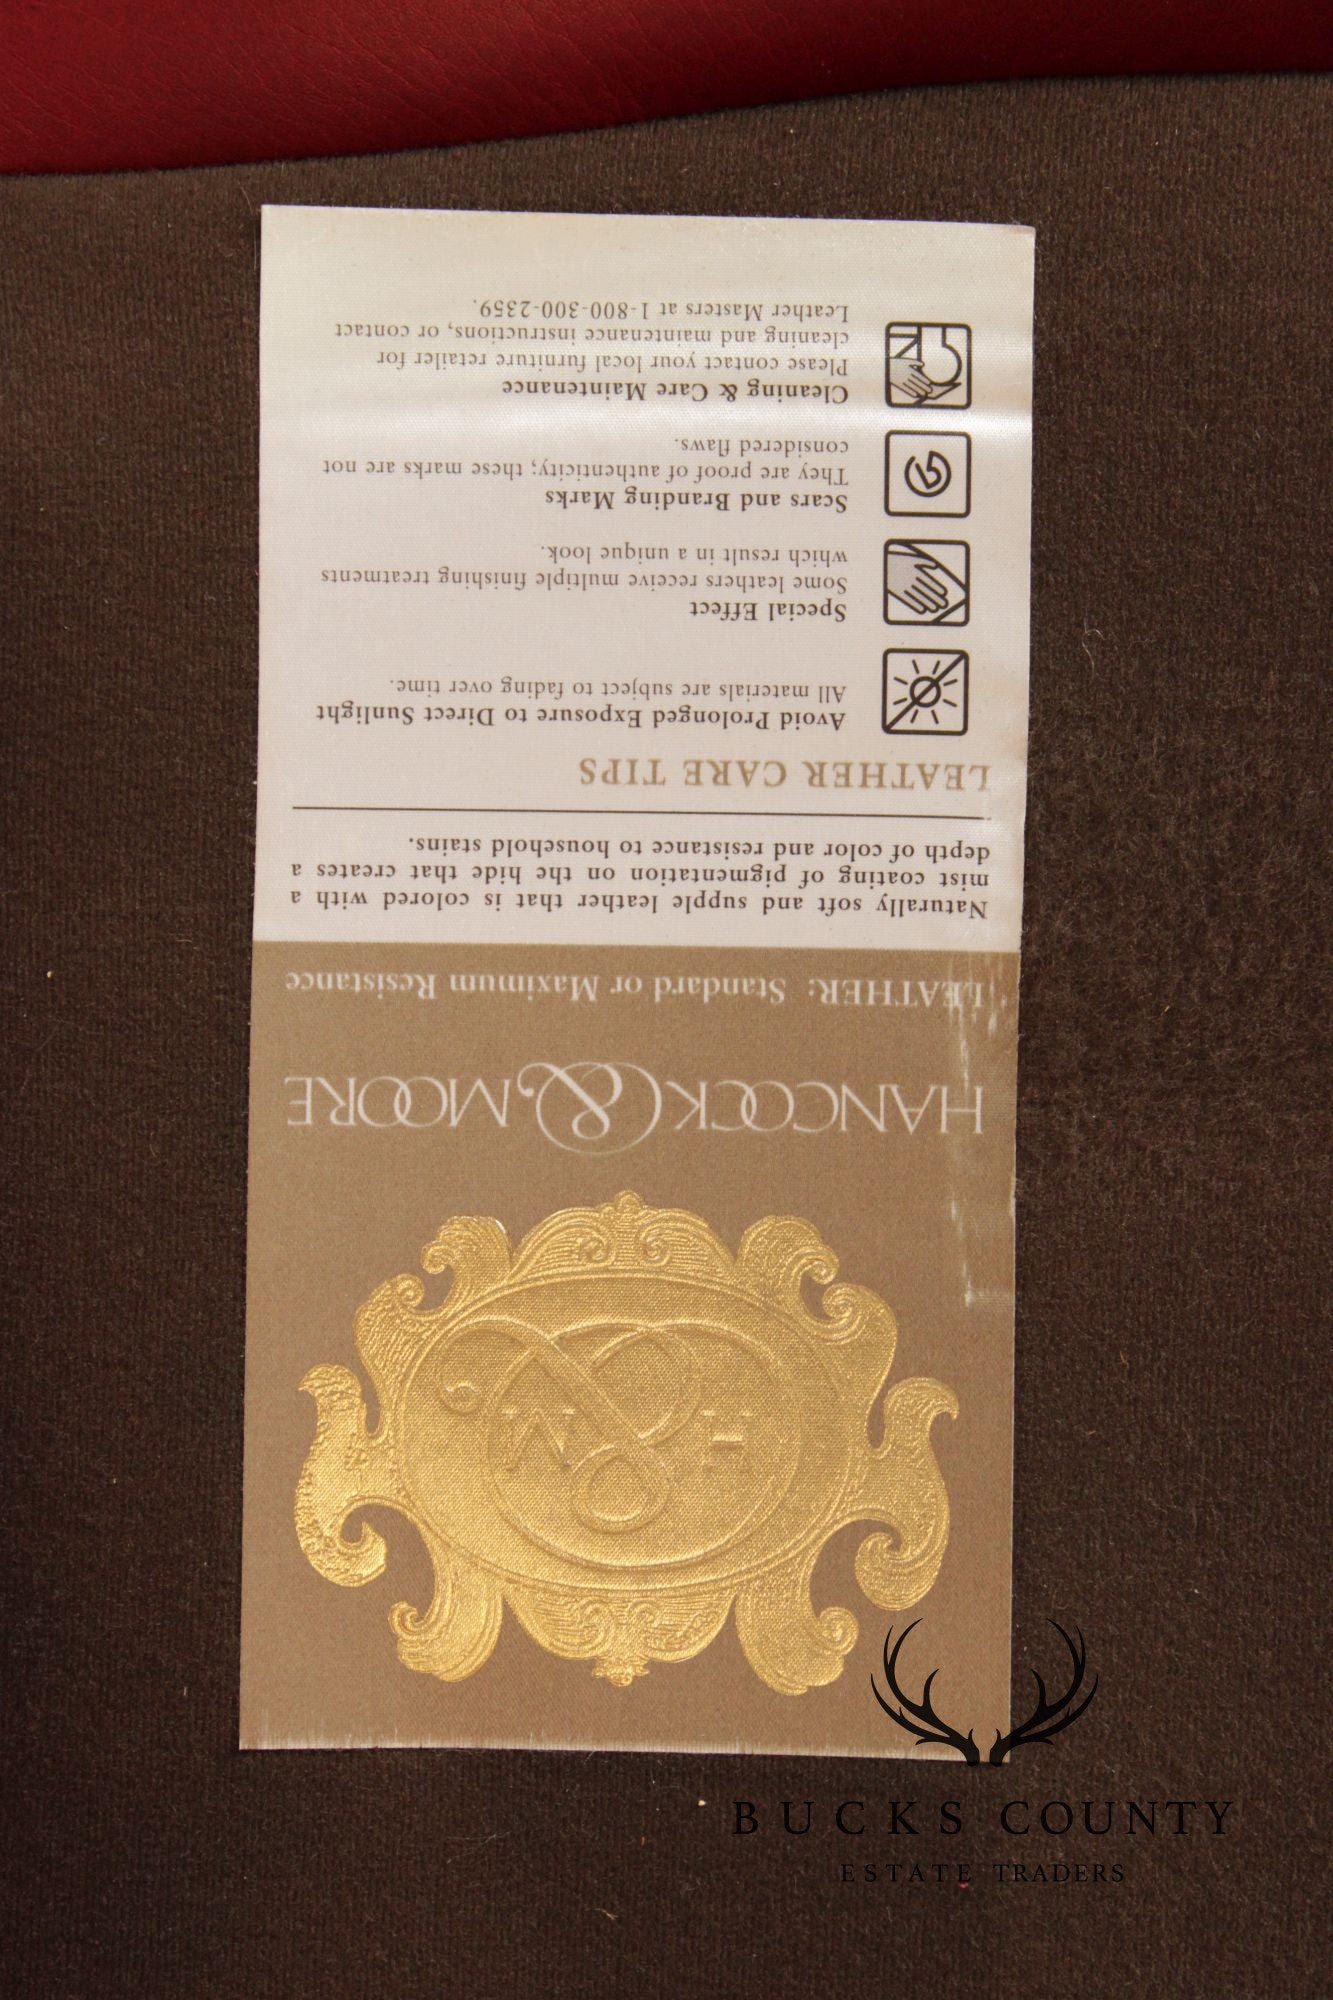 H M
HANCOCK & MOORE
LEATHER: Standard or Maximum Resistance
Naturally soft and supple leather that is colored with a
mist coating of pigmentation on the hide that creates a
depth of color and resistance to household stains.
LEATHER CARE TIPS
Avoid Prolonged Exposure to Direct Sunlight
All materials are subject to fading over time.
Special Effect
Some leathers receive multiple finishing treatments
which result in a unique look.
Scars and Branding Marks
They are proof of authenticity; these marks are not
considered flaws.
Cleaning & Care Maintenance
Please contact your local furniture retailer for
cleaning and maintenance instructions, or contact
Leather Masters at 1-800-300-2359.
BUCKS COUNTY
ESTATE TRADERS